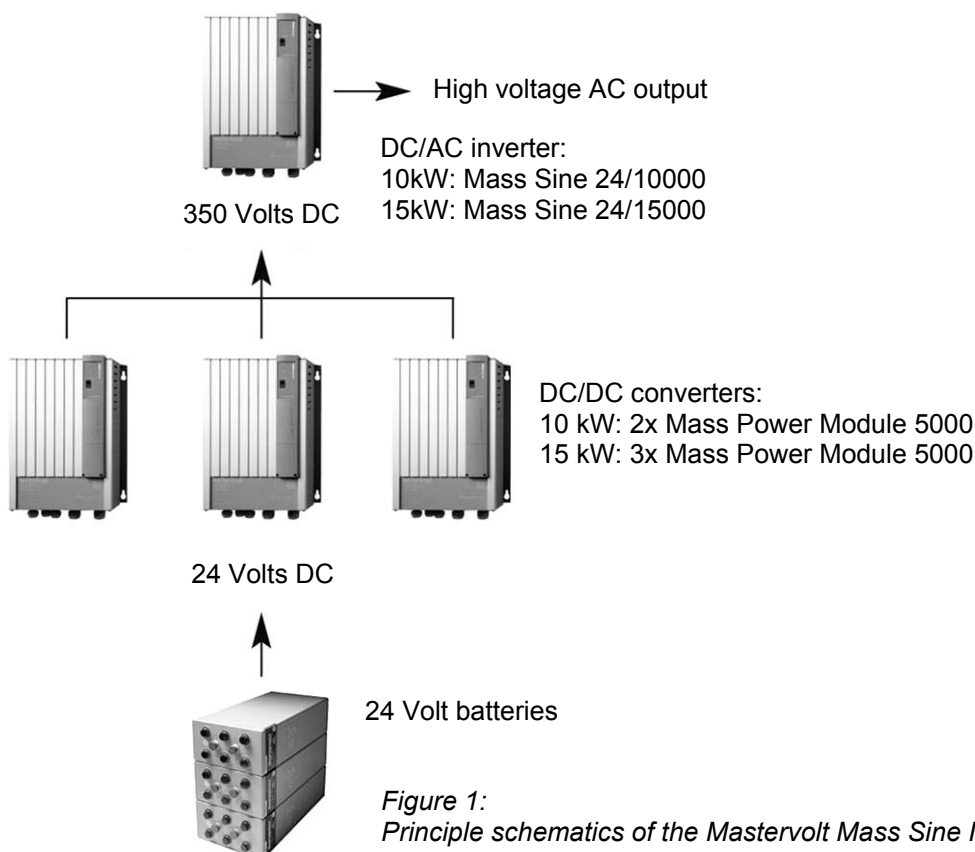 High voltage AC output
DC/AC inverter:
10kW: Mass Sine 24/10000
15kW: Mass Sine 24/15000
350 Volts DC
DC/DC converters:
10 kW: 2x Mass Power Module 5000
15 kW: 3x Mass Power Module 5000
24 Volts DC
24 Volt batteries
Figure 1:
Principle schematics of the Mastervolt Mass Sine